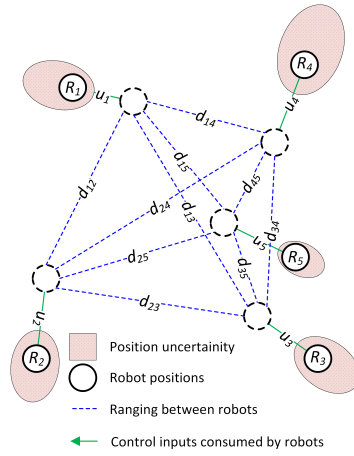 R4
R1
u1
u4
d14
d15
d45
d12
d24
d13
d34
u5
d25
R5
d35
d23
u2
u3
R2
R3
Position uncertainity
Robot positions
Ranging between robots
Control inputs consumed by robots